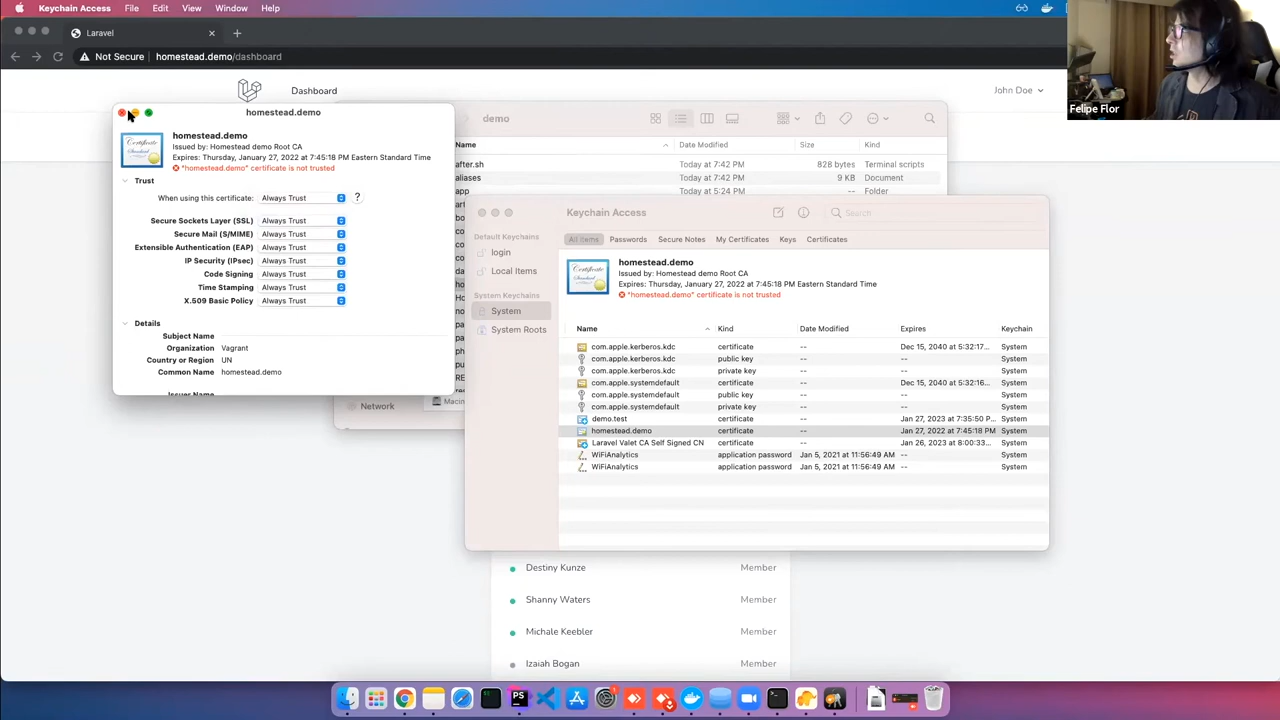 Keychain Access File Edit View Window Help
Laravel
Not Secure homestead.demo/dashboard
Felipe Flor
Dashboard
John Doe
homestead.demo
homestead.demo
Issued by: Homestead demo Root CA
Expires: Thursday, January 27, 2022 at 7:45:18 PM Eastern Standard Time
"homestead.demo" certificate is not trusted
Trust
When using this certificate: Always Trust ?
Secure Sockets Layer (SSL) Always Trust
Secure Mail (S/MIME) Always Trust
Extensible Authentication (EAP) Always Trust
IP Security (IPsec) Always Trust
Code Signing Always Trust
Time Stamping Always Trust
X.509 Basic Policy Always Trust
Details
Subject Name
Organization Vagrant
Country or Region UN
Common Name homestead.demo
Issuer Name
demo
Name Date Modified Size Kind
after.sh Today at 7:42 PM 828 bytes Terminal scripts
aliases Today at 7:42 PM 9 KB Document
app Today at 5:24 PM -- Folder
Network
Keychain Access
Search
Default Keychains
login
Local Items
System Keychains
System
System Roots
All Items Passwords Secure Notes My Certificates Keys Certificates
homestead.demo
Issued by: Homestead demo Root CA
Expires: Thursday, January 27, 2022 at 7:45:18 PM Eastern Standard Time
"homestead.demo" certificate is not trusted
Name Kind Date Modified Expires Keychain
com.apple.kerberos.kdc certificate -- Dec 15, 2040 at 5:32:17... System
com.apple.kerberos.kdc public key -- -- System
com.apple.kerberos.kdc private key -- -- System
com.apple.systemdefault certificate -- Dec 15, 2040 at 5:32:16... System
com.apple.systemdefault public key -- -- System
com.apple.systemdefault private key -- -- System
demo.test certificate -- Jan 27, 2023 at 7:35:50 P... System
homestead.demo certificate -- Jan 27, 2022 at 7:45:18 PM System
Laravel Valet CA Self Signed CN certificate -- Jan 26, 2023 at 8:00:33... System
WiFiAnalytics application password Jan 5, 2021 at 11:56:49 AM -- System
WiFiAnalytics application password Jan 5, 2021 at 11:56:49 AM -- System
Destiny Kunze Member
Shanny Waters Member
Michale Keebler Member
Izaiah Bogan Member